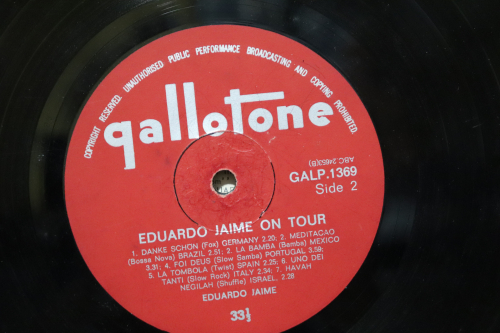 COPYRIGHT RESERVED. UNAUTHORISED PUBLIC PERFORMANCE BROADCASTING AND COPYING PROHIBITED.
gallotone
ABC.24653(B)
GALP.1369
Side 2
EDUARDO JAIME ON TOUR
1. DANKE SCHON (Fox) GERMANY 2.20; 2. MEDITACAO
(Bossa Nova) BRAZIL 2.51; 2. LA BAMBA (Bamba) MEXICO
3.31; 4. FOI DEUS (Slow Samba) PORTUGAL 3.59;
5. LA TOMBOLA (Twist) SPAIN 2.25; 6. UNO DEI
TANTI (Slow Rock) ITALY 2.34; 7. HAVAH
NEGILAH (Shuffle) ISRAEL. 2.28
EDUARDO JAIME
33⅓